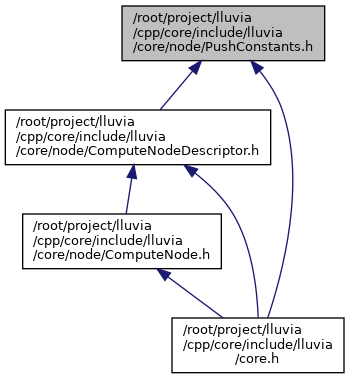 /root/project/lluvia
/cpp/core/include/lluvia
/core/node/PushConstants.h
/root/project/lluvia
/cpp/core/include/lluvia
/core/node/ComputeNodeDescriptor.h
/root/project/lluvia
/cpp/core/include/lluvia
/core/node/ComputeNode.h
/root/project/lluvia
/cpp/core/include/lluvia
/core.h